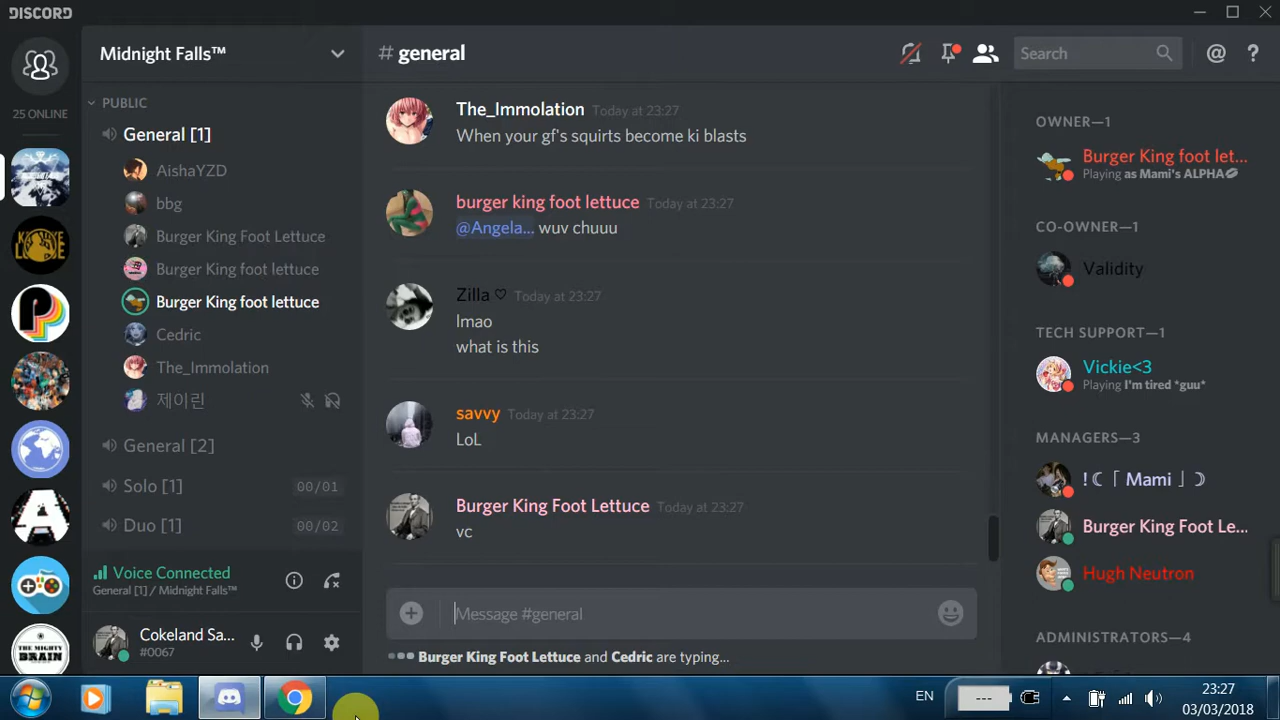 DISCORD
25 ONLINE
Midnight Falls™
PUBLIC
General [1]
AishaYZD
bbg
Burger King Foot Lettuce
Burger King foot lettuce
Burger King foot lettuce
Cedric
The_Immolation
제이린
General [2]
Solo [1] 00/01
Duo [1] 00/02
Voice Connected
General [1] / Midnight Falls™
Cokeland Sa...
#0067
# general
Search
@ ?
The_Immolation Today at 23:27
When your gf's squirts become ki blasts
burger king foot lettuce Today at 23:27
@Angela... wuv chuuu
Zilla ♡ Today at 23:27
lmao
what is this
savvy Today at 23:27
LoL
Burger King Foot Lettuce Today at 23:27
vc
Message #general
Burger King Foot Lettuce and Cedric are typing...
OWNER—1
Burger King foot let...
Playing as Mami's ALPHA💋
CO-OWNER—1
Validity
TECH SUPPORT—1
Vickie<3
Playing I'm tired *guu*
MANAGERS—3
!☾「 Mami 」☽
Burger King Foot Le...
Hugh Neutron
ADMINISTRATORS—4
THE MIGHTY
BRAIN
EN
---
23:27
03/03/2018